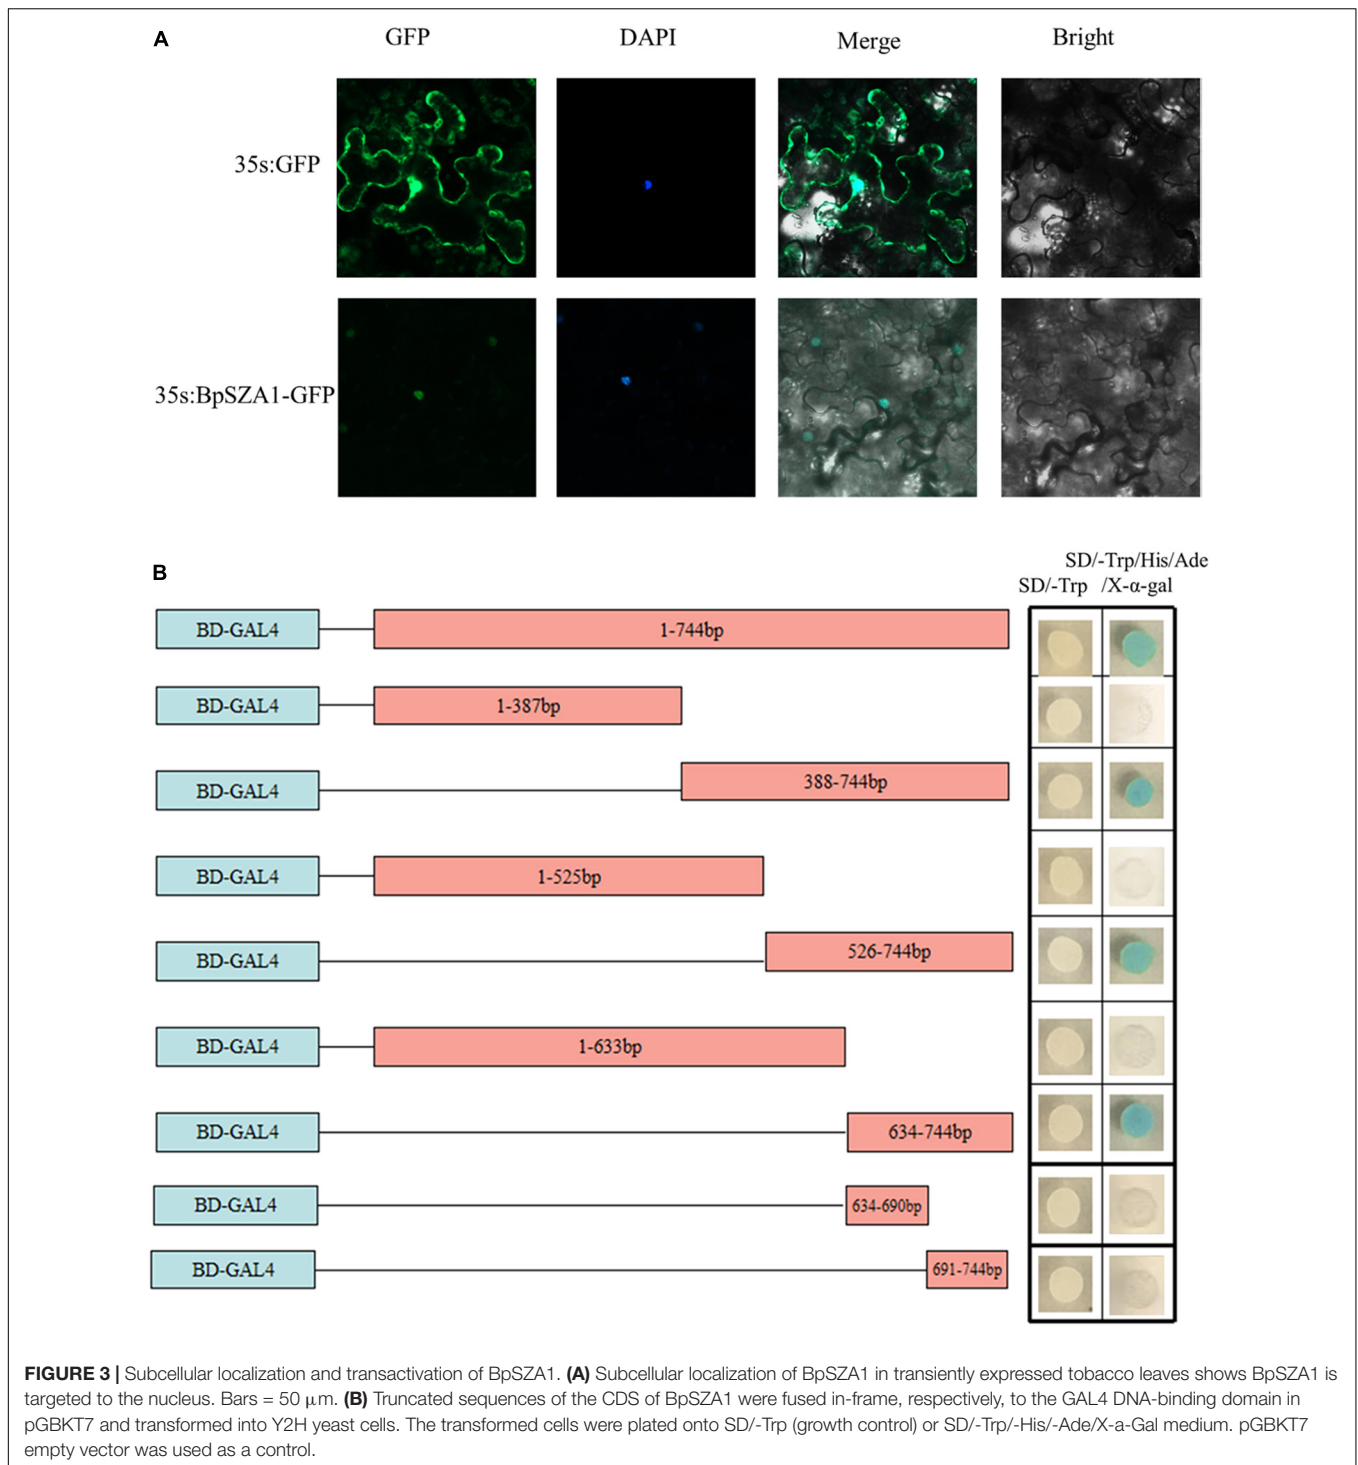 A
GFP
DAPI
Merge
Bright
35s:GFP
35s:BpSZA1-GFP
B
SD/-Trp/His/Ade
SD/-Trp /X-α-gal
BD-GAL4
1-744bp
BD-GAL4
1-387bp
BD-GAL4
388-744bp
BD-GAL4
1-525bp
BD-GAL4
526-744bp
BD-GAL4
1-633bp
BD-GAL4
634-744bp
BD-GAL4
634-690bp
BD-GAL4
691-744bp
FIGURE 3 | Subcellular localization and transactivation of BpSZA1. (A) Subcellular localization of BpSZA1 in transiently expressed tobacco leaves shows BpSZA1 is
targeted to the nucleus. Bars = 50 μm. (B) Truncated sequences of the CDS of BpSZA1 were fused in-frame, respectively, to the GAL4 DNA-binding domain in
pGBKT7 and transformed into Y2H yeast cells. The transformed cells were plated onto SD/-Trp (growth control) or SD/-Trp/-His/-Ade/X-a-Gal medium. pGBKT7
empty vector was used as a control.